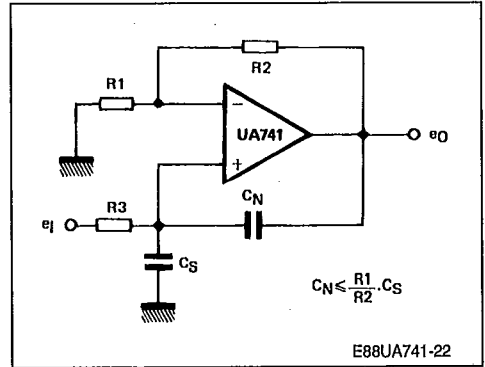 R2
R1
−
UA741
eo
+
CN
eI
R3
CS
CN ⩽ R1/R2 . CS
E88UA741-22